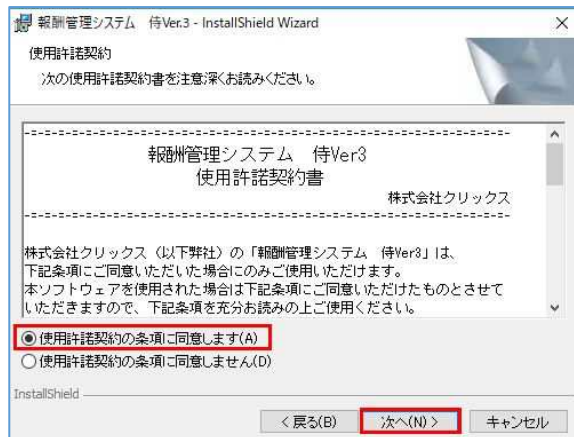 報酬管理システム　侍Ver.3 - InstallShield Wizard
使用許諾契約
次の使用許諾契約書を注意深くお読みください。
報酬管理システム　侍Ver3
使用許諾契約書
株式会社クリックス
株式会社クリックス（以下弊社）の「報酬管理システム　侍Ver3」は、
下記条項にご同意いただいた場合にのみご使用いただけます。
本ソフトウェアを使用された場合は下記条項にご同意いただけたものとさせて
いただきますので、下記条項を充分お読みの上ご使用ください。
使用許諾契約の条項に同意します(A)
使用許諾契約の条項に同意しません(D)
InstallShield
< 戻る(B)
次へ(N) >
キャンセル